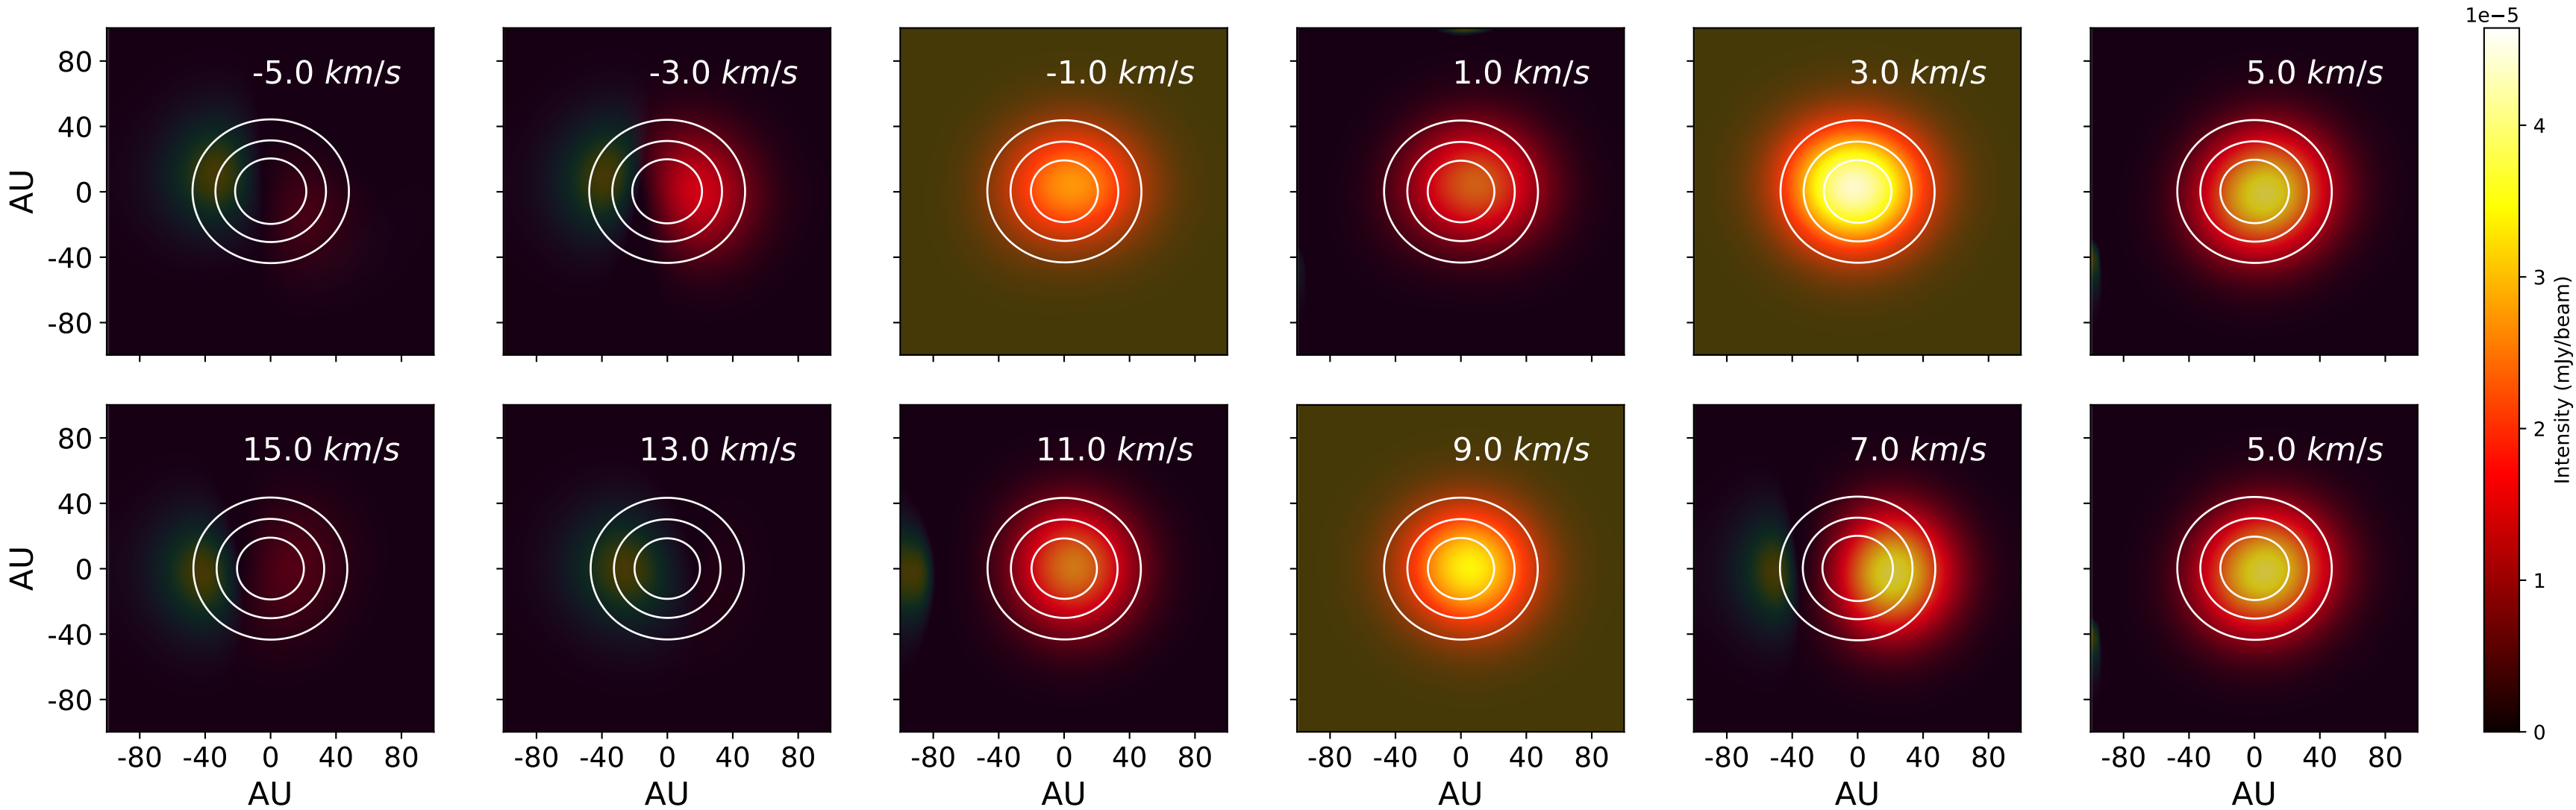 1e−5
-5.0 km/s
-3.0 km/s
-1.0 km/s
1.0 km/s
3.0 km/s
5.0 km/s
80
40
0
-40
-80
AU
15.0 km/s
13.0 km/s
11.0 km/s
9.0 km/s
7.0 km/s
5.0 km/s
80
40
0
-40
-80
AU
-80 -40 0 40 80
-80 -40 0 40 80
-80 -40 0 40 80
-80 -40 0 40 80
-80 -40 0 40 80
-80 -40 0 40 80
AU
AU
AU
AU
AU
AU
4
3
2
1
0
Intensity (mJy/beam)